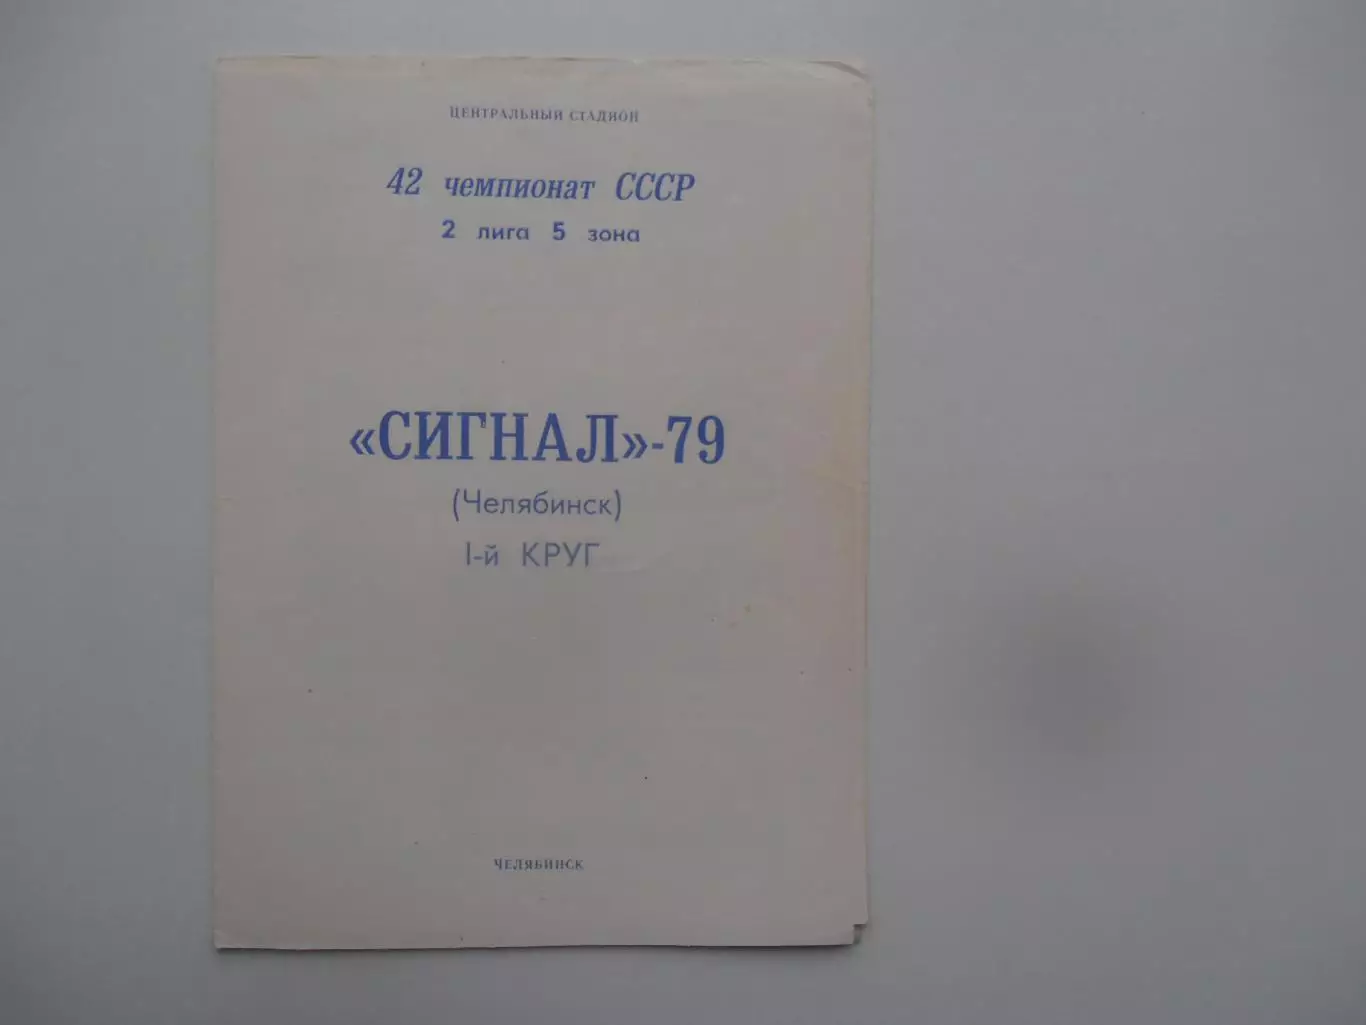 ЦЕНТРАЛЬНЫЙ СТАДИОН
42 чемпионат СССР
2 лига 5 зона
«СИГНАЛ»-79
(Челябинск)
I-й КРУГ
ЧЕЛЯБИНСК